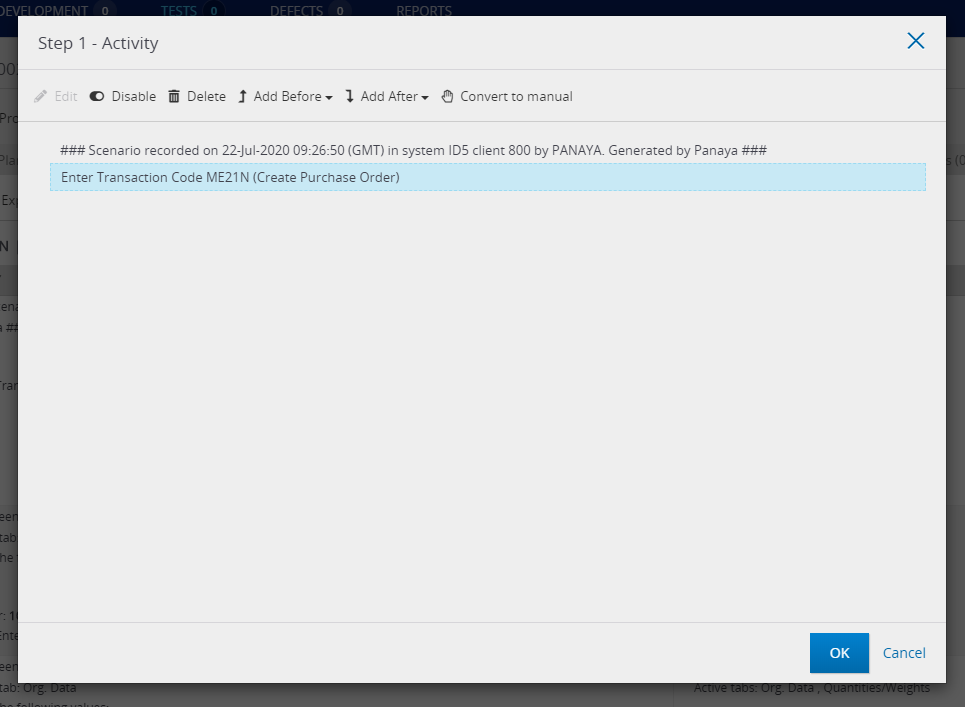 DEVELOPMENT 0 TESTS 0 DEFECTS 0 REPORTS
Step 1 - Activity
Edit Disable Delete Add Before Add After Convert to manual
### Scenario recorded on 22-Jul-2020 09:26:50 (GMT) in system ID5 client 800 by PANAYA. Generated by Panaya ###
Enter Transaction Code ME21N (Create Purchase Order)
OK Cancel
tab: Org. Data
Active tabs: Org. Data , Quantities/Weights